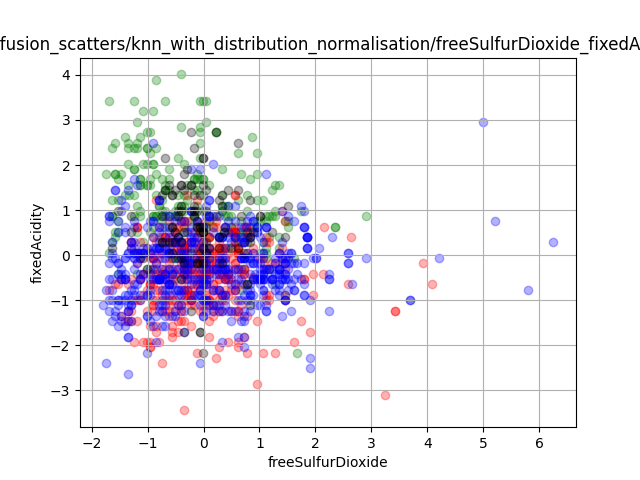 fusion_scatters/knn_with_distribution_normalisation/freeSulfurDioxide_fixedA
4
3
2
1
0
−1
−2
−3
fixedAcidity
−2 −1 0 1 2 3 4 5 6
freeSulfurDioxide